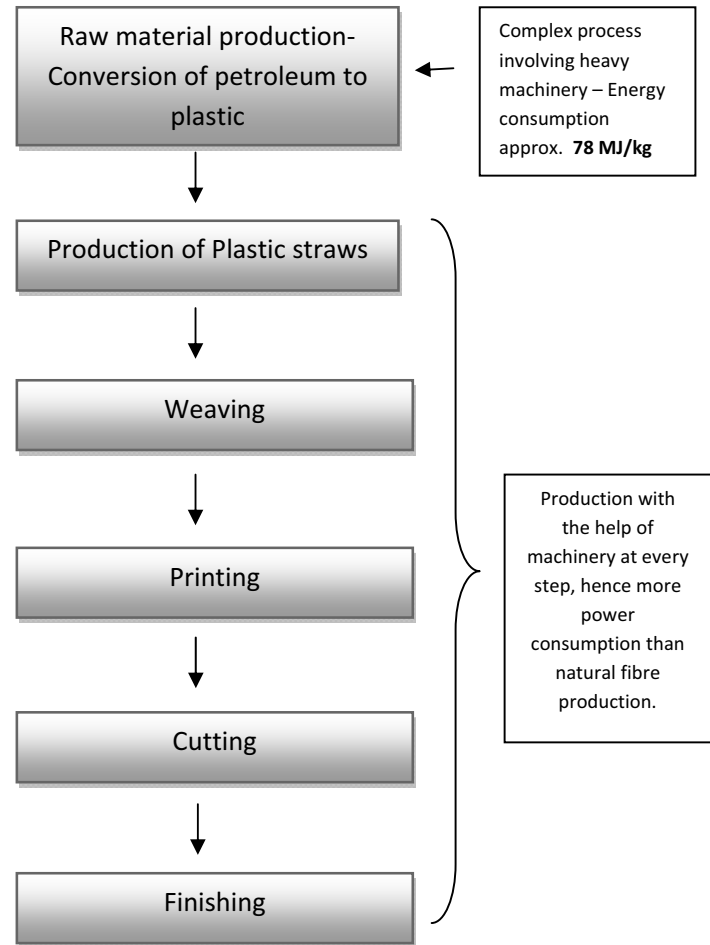 Raw material production-
Conversion of petroleum to
plastic
Complex process
involving heavy
machinery – Energy
consumption
approx. 78 MJ/kg
Production of Plastic straws
Weaving
Printing
Cutting
Finishing
Production with
the help of
machinery at every
step, hence more
power
consumption than
natural fibre
production.